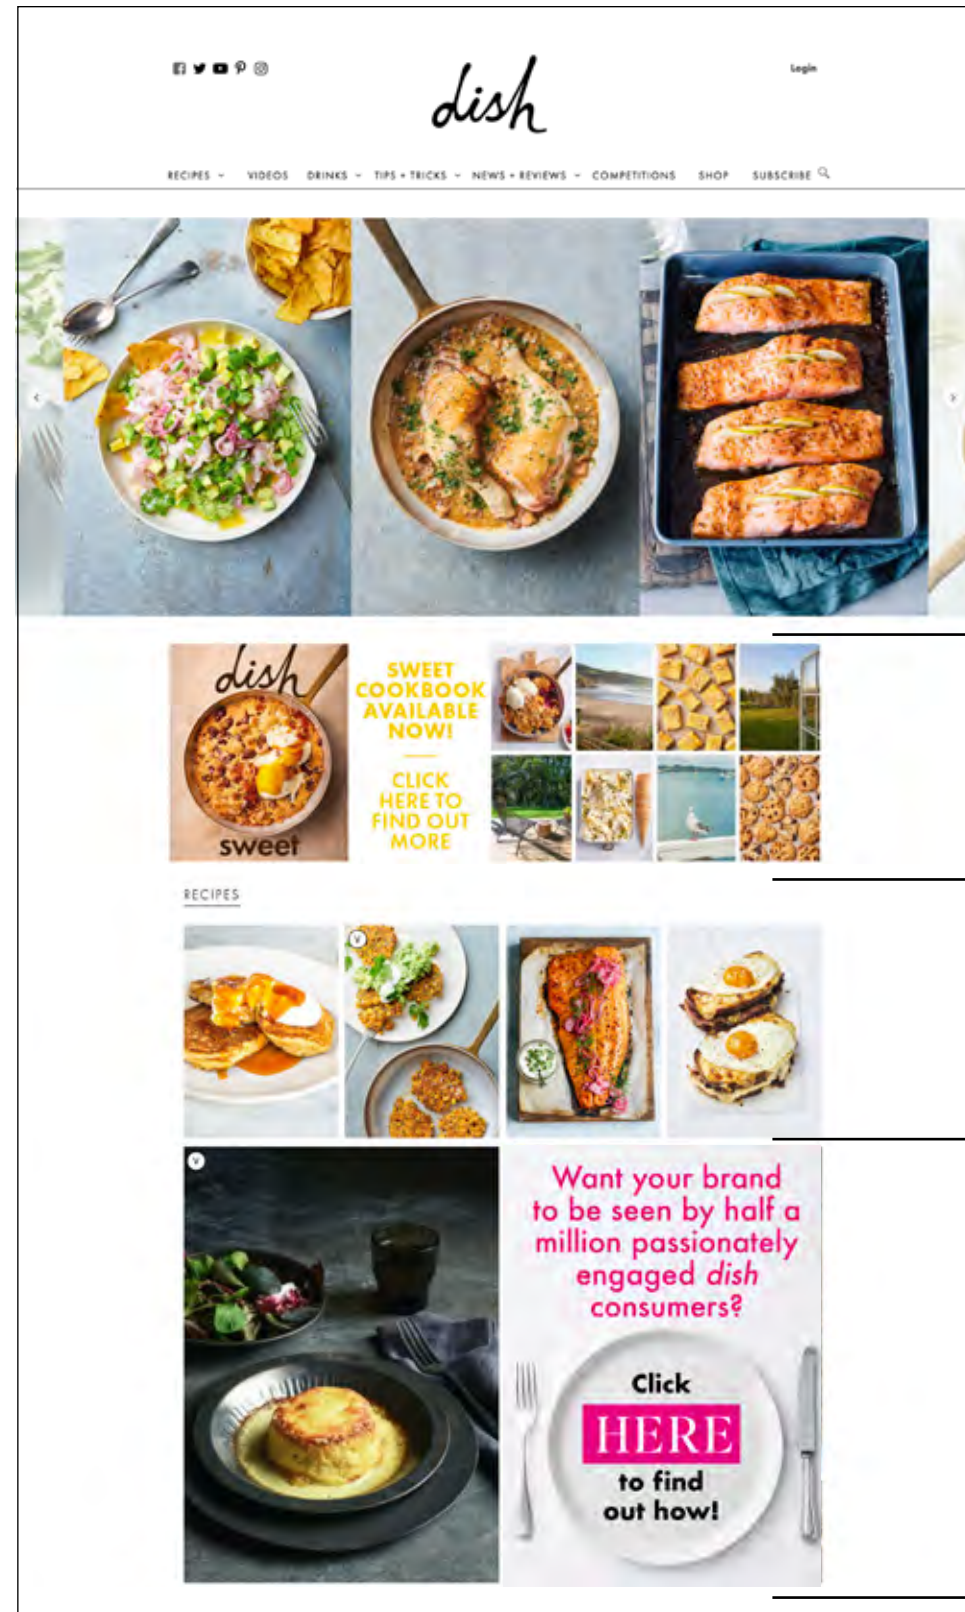 dish
Login
RECIPES VIDEOS DRINKS TIPS + TRICKS NEWS + REVIEWS COMPETITIONS SHOP SUBSCRIBE
dish
sweet
SWEET
COOKBOOK
AVAILABLE
NOW!
CLICK
HERE TO
FIND OUT
MORE
RECIPES
V
V
Want your brand
to be seen by half a
million passionately
engaged dish
consumers?
Click
HERE
to find
out how!